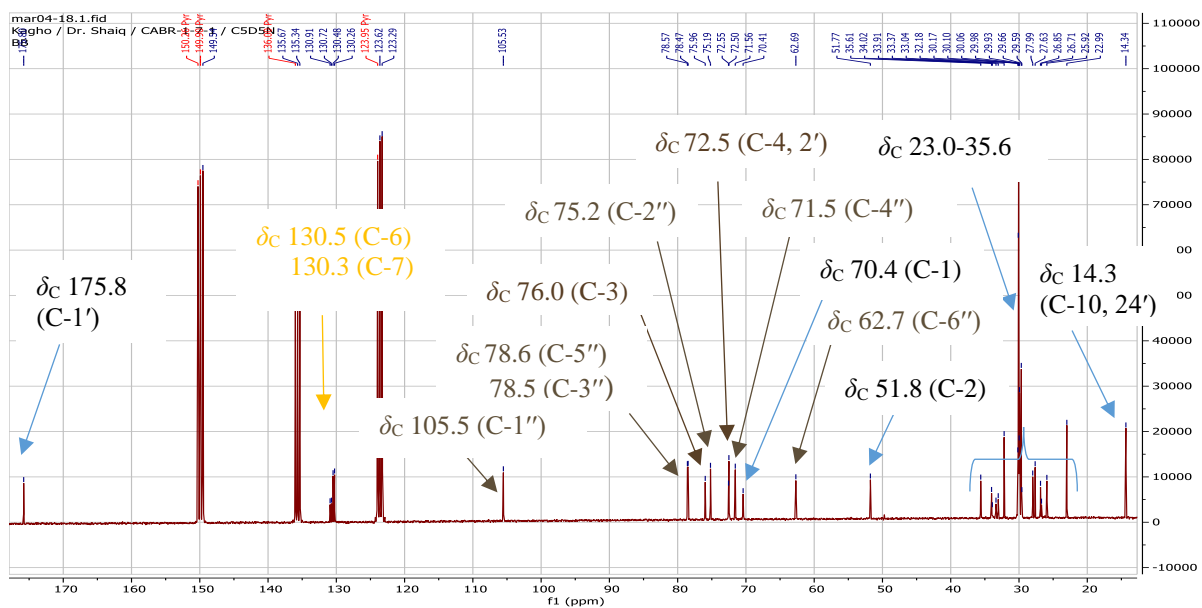 mar04-18.1.fid
Kagho / Dr. Shaiq / CABR-1-2-1 / C5D5N
BB
150.24 Pyr
149.54
135.67
135.34
130.91
130.72
130.48
130.26
123.95 Pyr
123.62
123.29
105.53
78.57
78.47
75.96
75.19
72.55
72.50
71.56
70.41
62.69
51.77
35.61
34.02
33.91
33.37
33.04
32.18
30.17
30.10
30.06
29.98
29.93
29.66
29.59
27.99
27.63
26.85
26.71
25.92
22.99
14.34
δC 72.5 (C-4, 2′)
δC 23.0-35.6
δC 75.2 (C-2′′)
δC 71.5 (C-4′′)
δC 130.5 (C-6)
130.3 (C-7)
δC 175.8
(C-1′)
δC 76.0 (C-3)
δC 70.4 (C-1)
δC 14.3
(C-10, 24′)
δC 62.7 (C-6′′)
δC 78.6 (C-5′′)
78.5 (C-3′′)
δC 51.8 (C-2)
δC 105.5 (C-1′′)
110000
100000
90000
80000
70000
00
00
40000
30000
20000
10000
0
-10000
170 160 150 140 130 120 110 100 90 80 70 60 50 40 30 20
f1 (ppm)